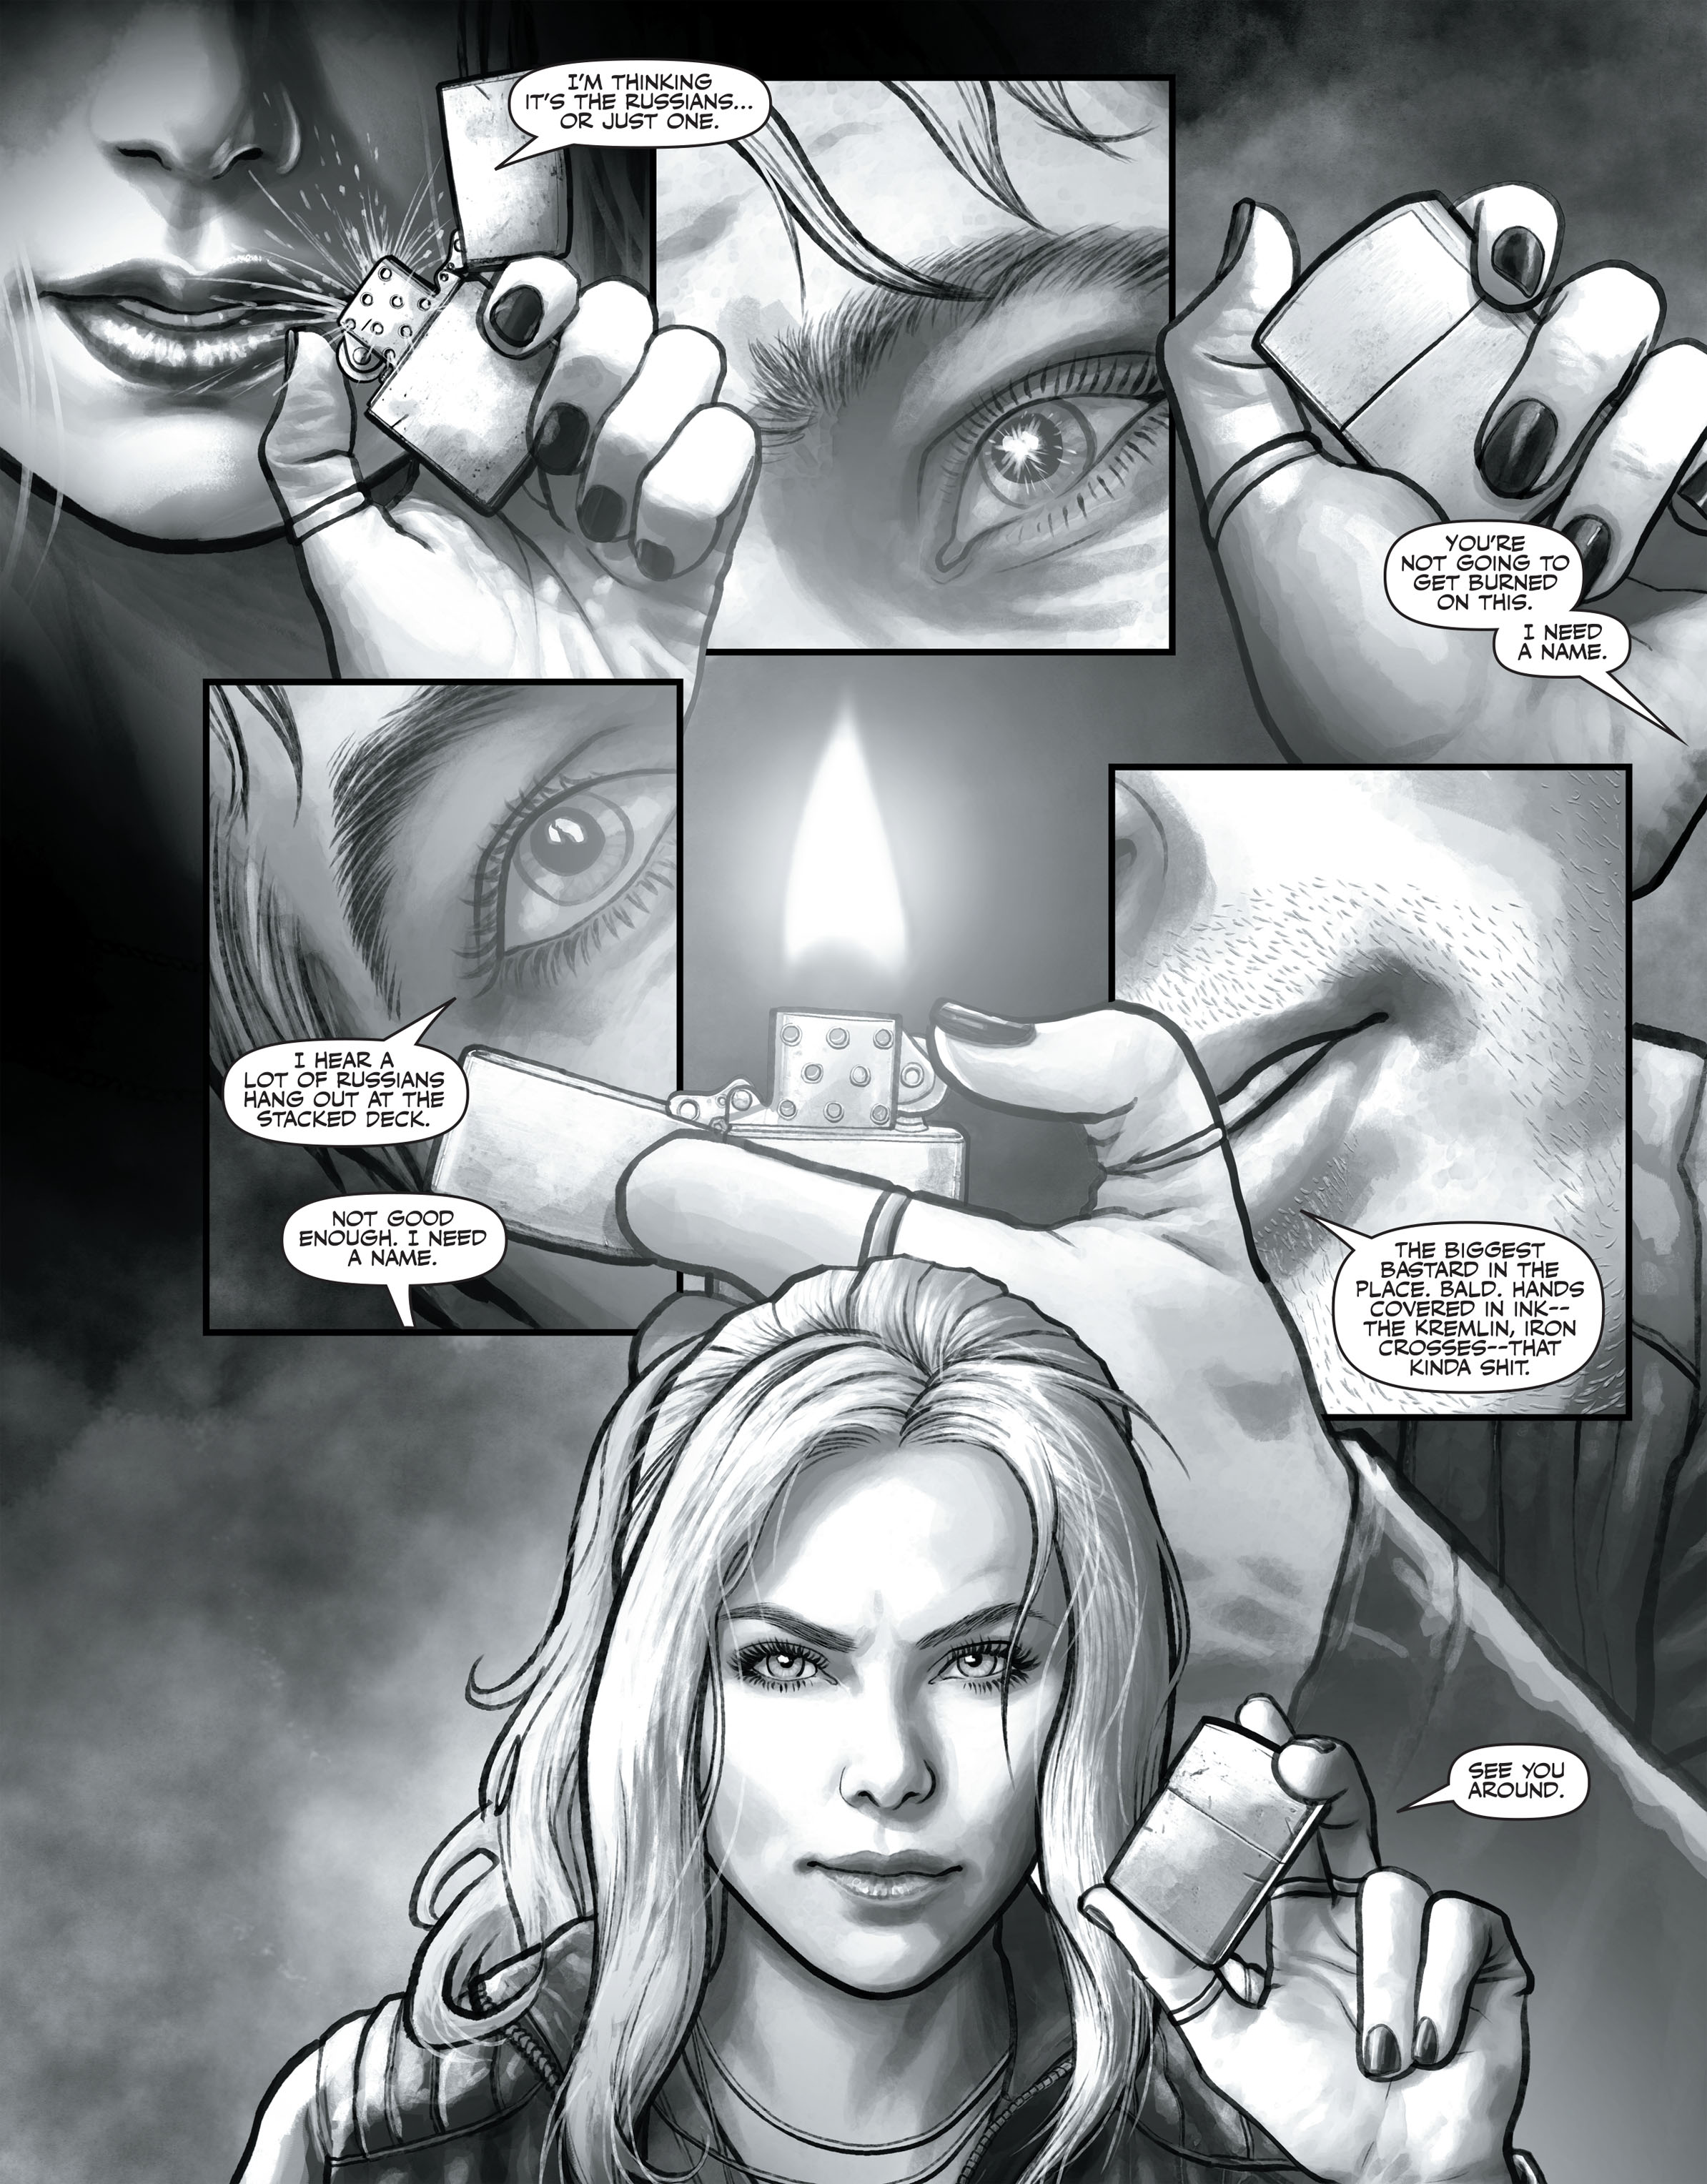 I'M THINKING
IT'S THE RUSSIANS...
OR JUST ONE.
YOU'RE
NOT GOING TO
GET BURNED
ON THIS.
I NEED
A NAME.
I HEAR A
LOT OF RUSSIANS
HANG OUT AT THE
STACKED DECK.
NOT GOOD
ENOUGH. I NEED
A NAME.
THE BIGGEST
BASTARD IN THE
PLACE. BALD. HANDS
COVERED IN INK--
THE KREMLIN, IRON
CROSSES--THAT
KINDA SHIT.
SEE YOU
AROUND.